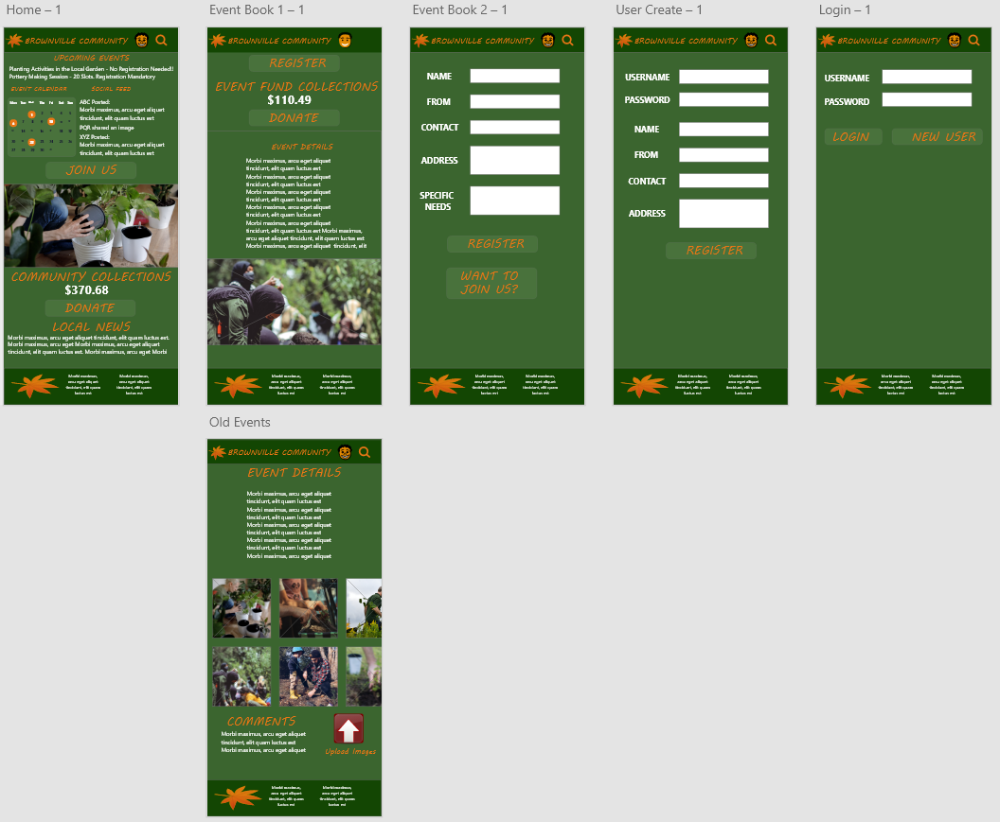 Home – 1
BROWNVILLE COMMUNITY
UPCOMING EVENTS
Planting Activities in the Local Garden - No Registration Needed!!
Pottery Making Session - 20 Slots. Registration Mandatory
EVENT CALENDAR
SOCIAL FEED
ABC Posted:
Morbi maximus, arcu eget aliquet
tincidunt, elit quam luctus est
PQR shared an image
XYZ Posted:
Morbi maximus, arcu eget aliquet
tincidunt, elit quam luctus est
JOIN US
COMMUNITY COLLECTIONS
$370.68
DONATE
LOCAL NEWS
Morbi maximus, arcu eget aliquet tincidunt, elit quam luctus est.
Morbi maximus, arcu eget Morbi maximus, arcu eget aliquet
tincidunt, elit quam luctus est. Morbi maximus, arcu eget Morbi
Morbi maximus,
arcu eget aliquet
tincidunt, elit quam
luctus est
Morbi maximus,
arcu eget aliquet
tincidunt, elit quam
luctus est
Event Book 1 – 1
BROWNVILLE COMMUNITY
REGISTER
EVENT FUND COLLECTIONS
$110.49
DONATE
EVENT DETAILS
Morbi maximus, arcu eget aliquet
tincidunt, elit quam luctus est
Morbi maximus, arcu eget aliquet
tincidunt, elit quam luctus est
Morbi maximus, arcu eget aliquet
tincidunt, elit quam luctus est
Morbi maximus, arcu eget aliquet
tincidunt, elit quam luctus est
Morbi maximus, arcu eget aliquet
tincidunt, elit quam luctus est Morbi maximus,
arcu eget aliquet tincidunt, elit quam luctus est
Morbi maximus, arcu eget aliquet tincidunt, elit
Morbi maximus,
arcu eget aliquet
tincidunt, elit quam
luctus est
Morbi maximus,
arcu eget aliquet
tincidunt, elit quam
luctus est
Event Book 2 – 1
BROWNVILLE COMMUNITY
NAME
FROM
CONTACT
ADDRESS
SPECIFIC
NEEDS
REGISTER
WANT TO
JOIN US?
Morbi maximus,
arcu eget aliquet
tincidunt, elit quam
luctus est
Morbi maximus,
arcu eget aliquet
tincidunt, elit quam
luctus est
User Create – 1
BROWNVILLE COMMUNITY
USERNAME
PASSWORD
NAME
FROM
CONTACT
ADDRESS
REGISTER
Morbi maximus,
arcu eget aliquet
tincidunt, elit quam
luctus est
Morbi maximus,
arcu eget aliquet
tincidunt, elit quam
luctus est
Login – 1
BROWNVILLE COMMUNITY
USERNAME
PASSWORD
LOGIN
NEW USER
Morbi maximus,
arcu eget aliquet
tincidunt, elit quam
luctus est
Morbi maximus,
arcu eget aliquet
tincidunt, elit quam
luctus est
Old Events
BROWNVILLE COMMUNITY
EVENT DETAILS
Morbi maximus, arcu eget aliquet
tincidunt, elit quam luctus est
Morbi maximus, arcu eget aliquet
tincidunt, elit quam luctus est
Morbi maximus, arcu eget aliquet
tincidunt, elit quam luctus est
Morbi maximus, arcu eget aliquet
tincidunt, elit quam luctus est
Morbi maximus, arcu eget aliquet
COMMENTS
Morbi maximus, arcu eget aliquet
tincidunt, elit quam luctus est
Morbi maximus, arcu eget aliquet
Upload Images
Morbi maximus,
arcu eget aliquet
tincidunt, elit quam
luctus est
Morbi maximus,
arcu eget aliquet
tincidunt, elit quam
luctus est